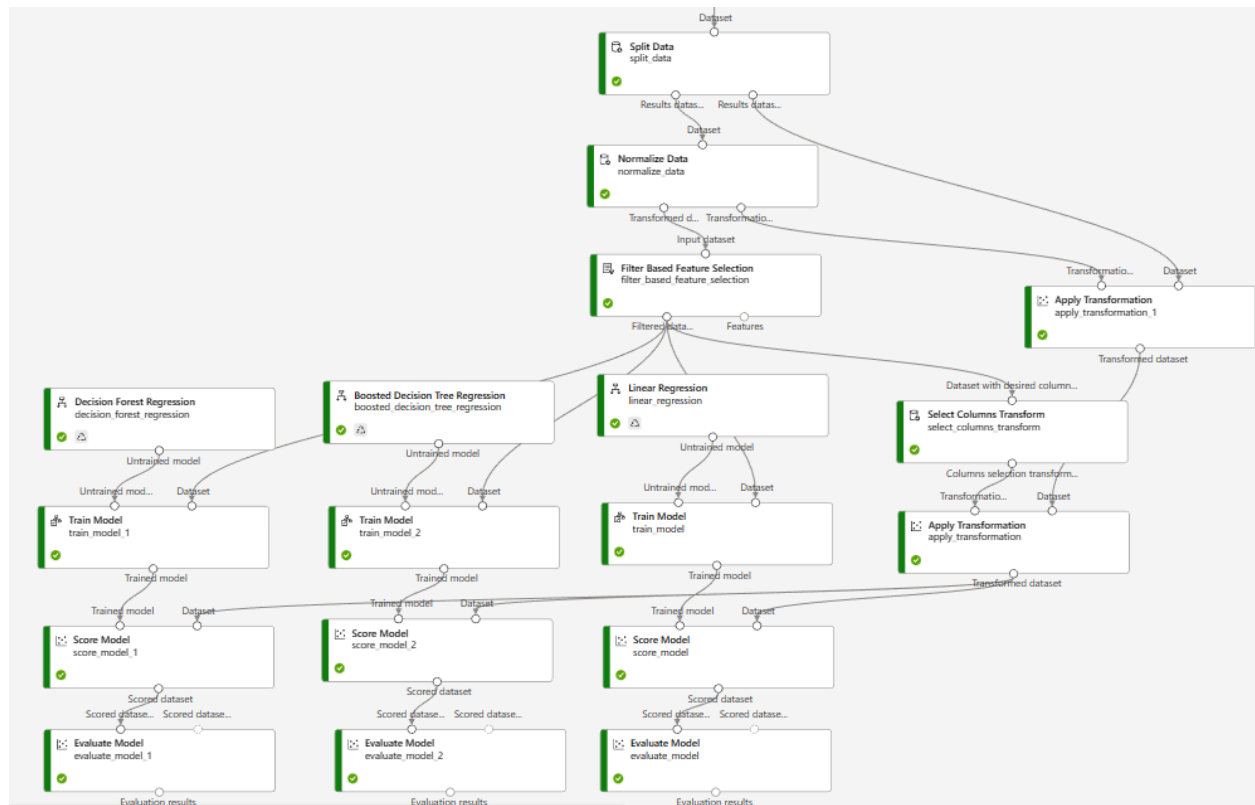 Dataset
Split Data
split_data
Results datas... Results datas...
Dataset
Normalize Data
normalize_data
Transformed d... Transformatio...
Input dataset
Filter Based Feature Selection
filter_based_feature_selection
Filtered data... Features
Transformatio... Dataset
Apply Transformation
apply_transformation_1
Transformed dataset
Decision Forest Regression
decision_forest_regression
Untrained model
Boosted Decision Tree Regression
boosted_decision_tree_regression
Untrained model
Linear Regression
linear_regression
Untrained model
Dataset with desired column...
Select Columns Transform
select_columns_transform
Columns selection transform...
Untrained mod... Dataset
Train Model
train_model_1
Trained model
Untrained mod... Dataset
Train Model
train_model_2
Trained model
Untrained mod... Dataset
Train Model
train_model
Trained model
Transformatio... Dataset
Apply Transformation
apply_transformation
Transformed dataset
Trained model Dataset
Score Model
score_model_1
Scored dataset
Trained model Dataset
Score Model
score_model_2
Scored dataset
Trained model Dataset
Score Model
score_model
Scored dataset
Scored datase... Scored datase...
Evaluate Model
evaluate_model_1
Evaluation results
Scored datase... Scored datase...
Evaluate Model
evaluate_model_2
Evaluation results
Scored datase... Scored datase...
Evaluate Model
evaluate_model
Evaluation results